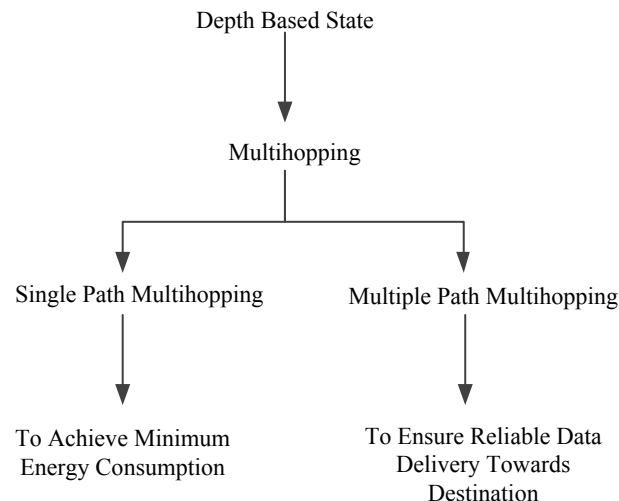 Depth Based State
Multihopping
Single Path Multihopping
Multiple Path Multihopping
To Achieve Minimum
Energy Consumption
To Ensure Reliable Data
Delivery Towards
Destination